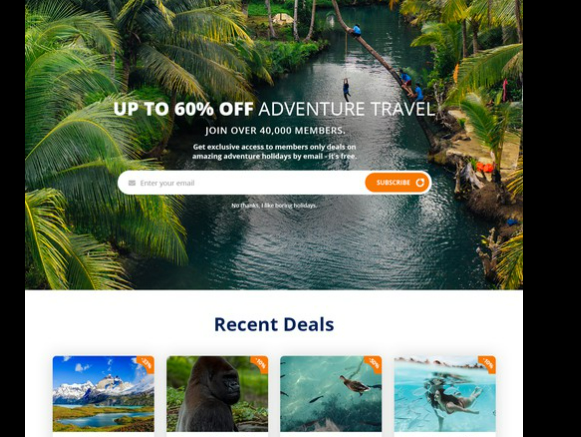 UP TO 60% OFF ADVENTURE TRAVEL
JOIN OVER 40,000 MEMBERS.
Get exclusive access to members only deals on
amazing adventure holidays by email - it's free.
Enter your email
SUBSCRIBE
No thanks, I like boring holidays.
Recent Deals